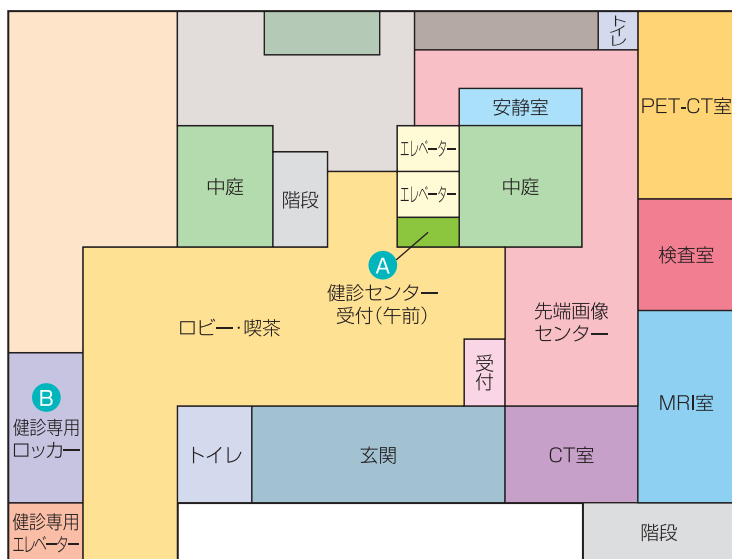 トイレ
PET-CT室
安静室
エレベーター
中庭
階段
エレベーター
中庭
検査室
A
健診センター
受付(午前)
ロビー・喫茶
先端画像
センター
受付
B
健診専用
ロッカー
MRI室
トイレ
玄関
CT室
健診専用
エレベーター
階段